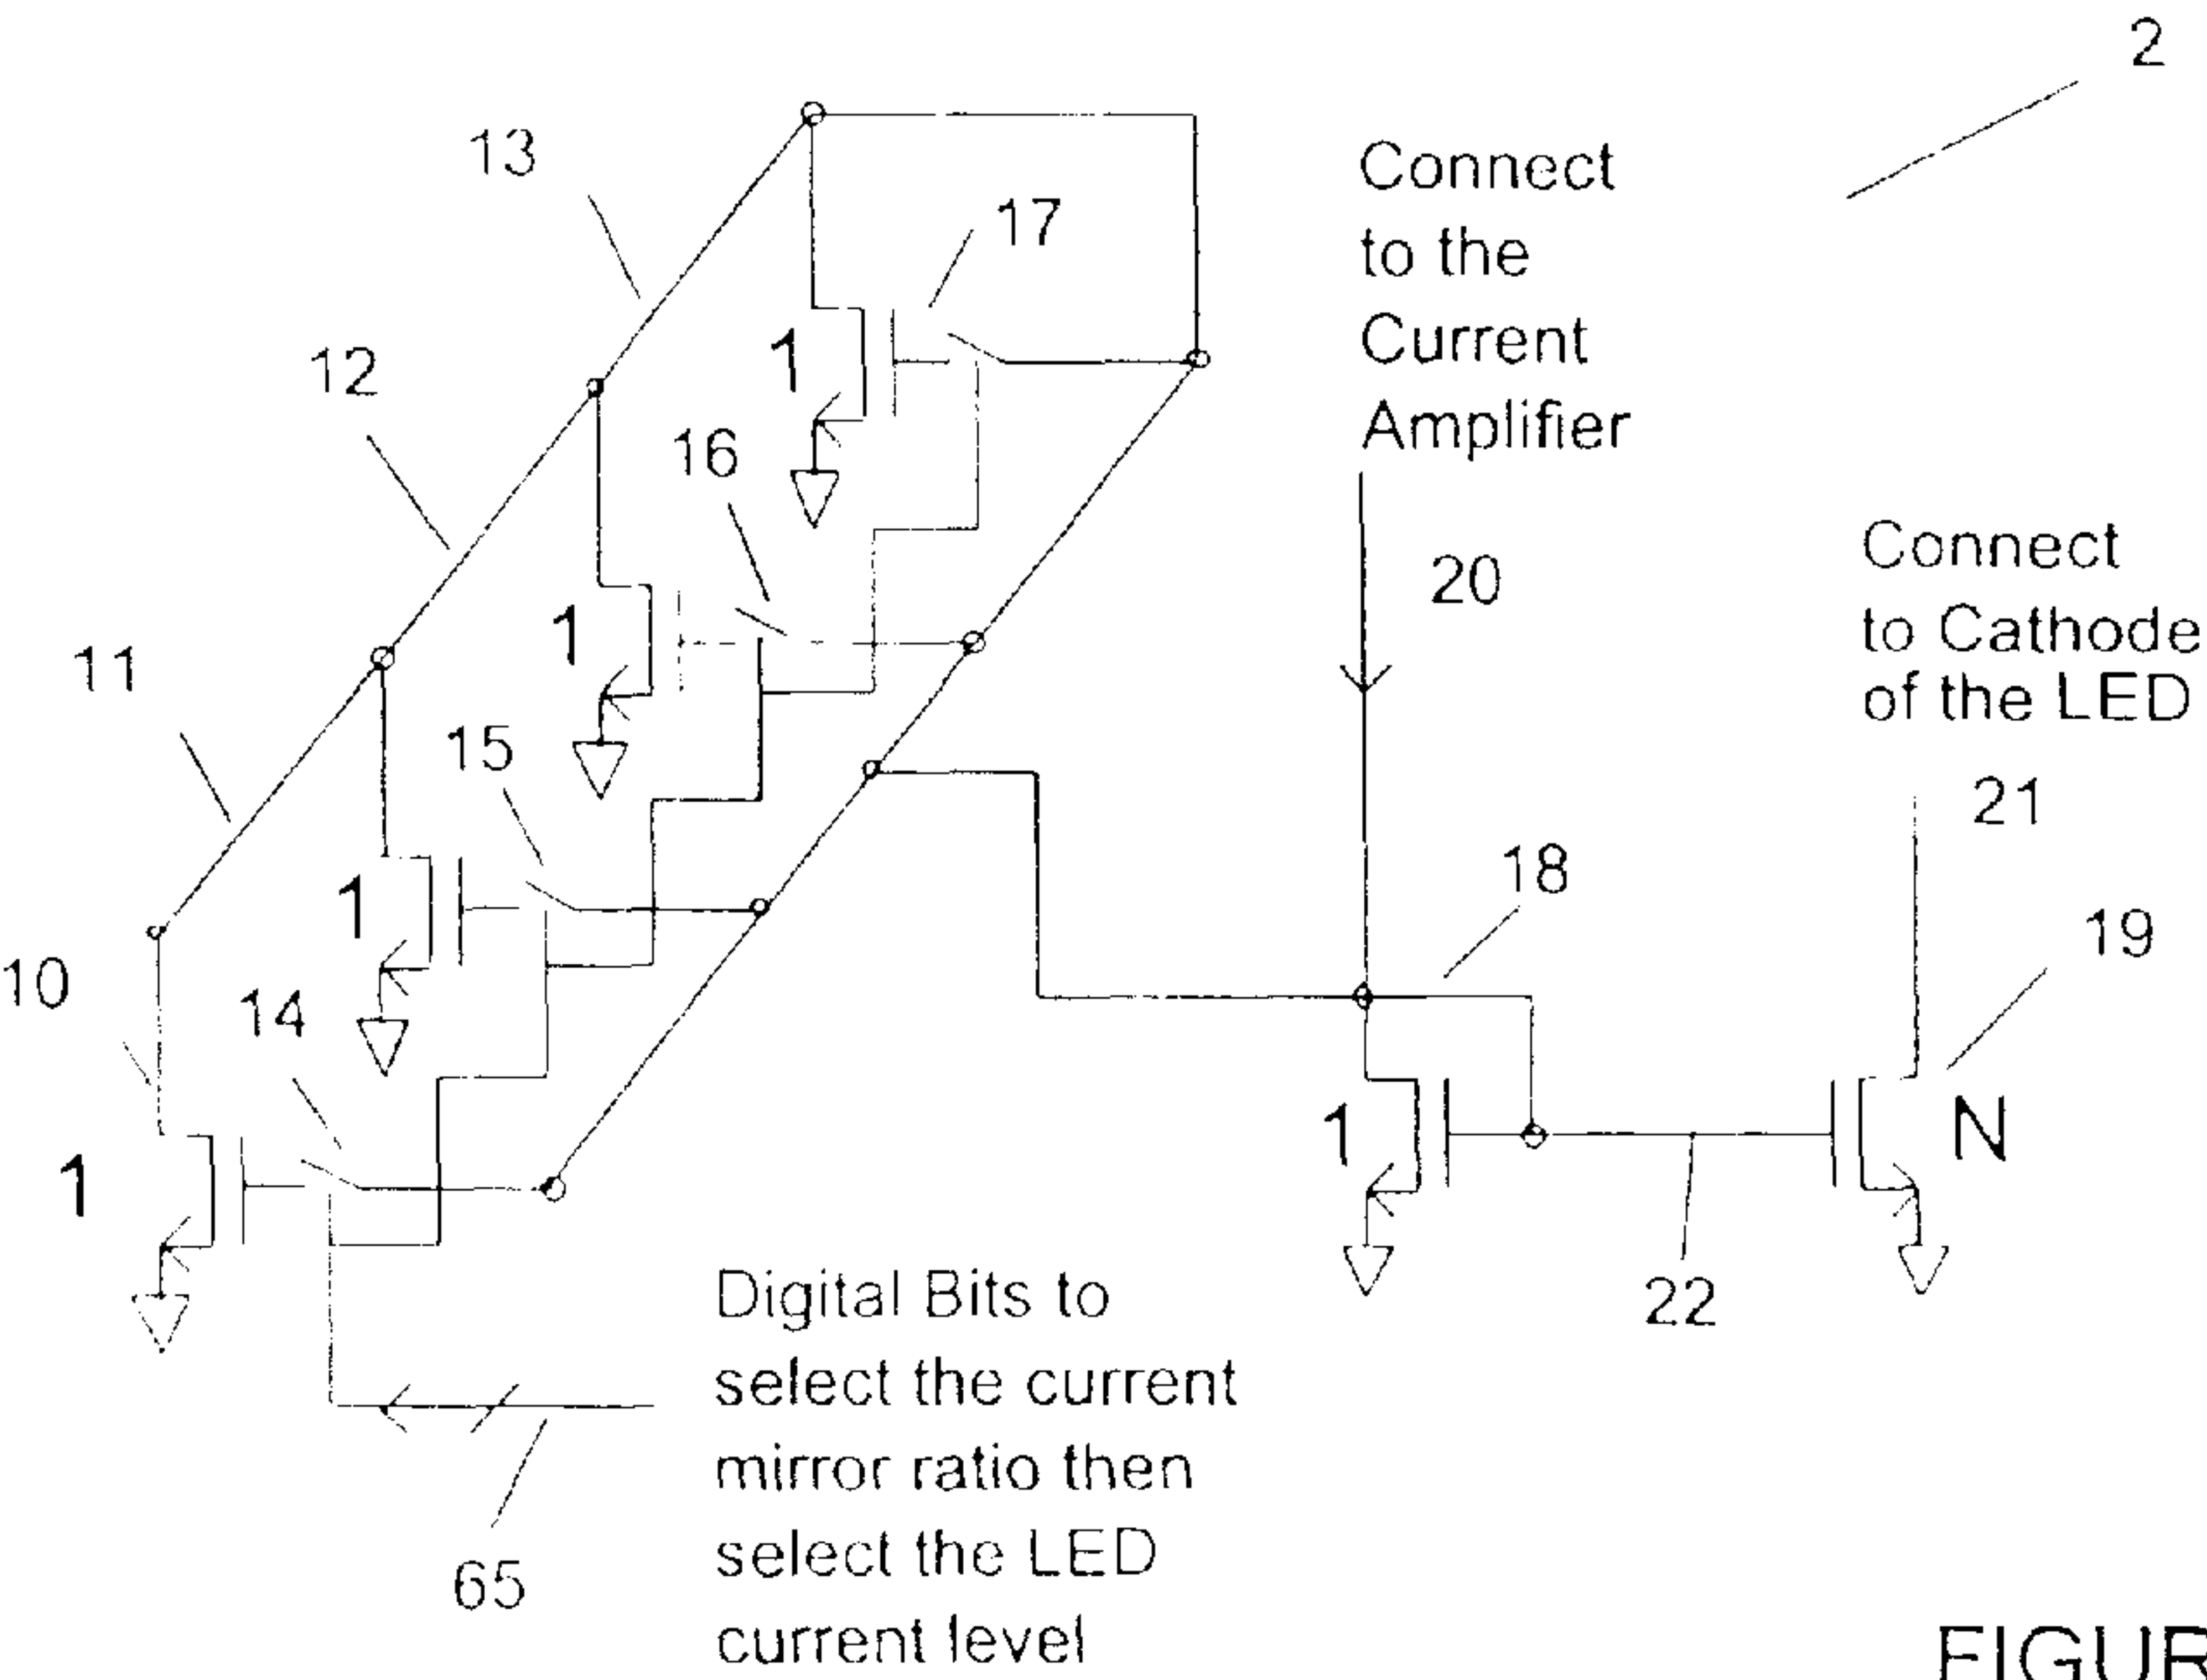 2
13
Connect
to the
Current
Amplifier
17
1
12
16
20
Connect
to Cathode
of the LED
1
11
15
21
18
1
19
10
14
1
N
1
22
Digital Bits to
select the current
mirror ratio then
select the LED
current level
65